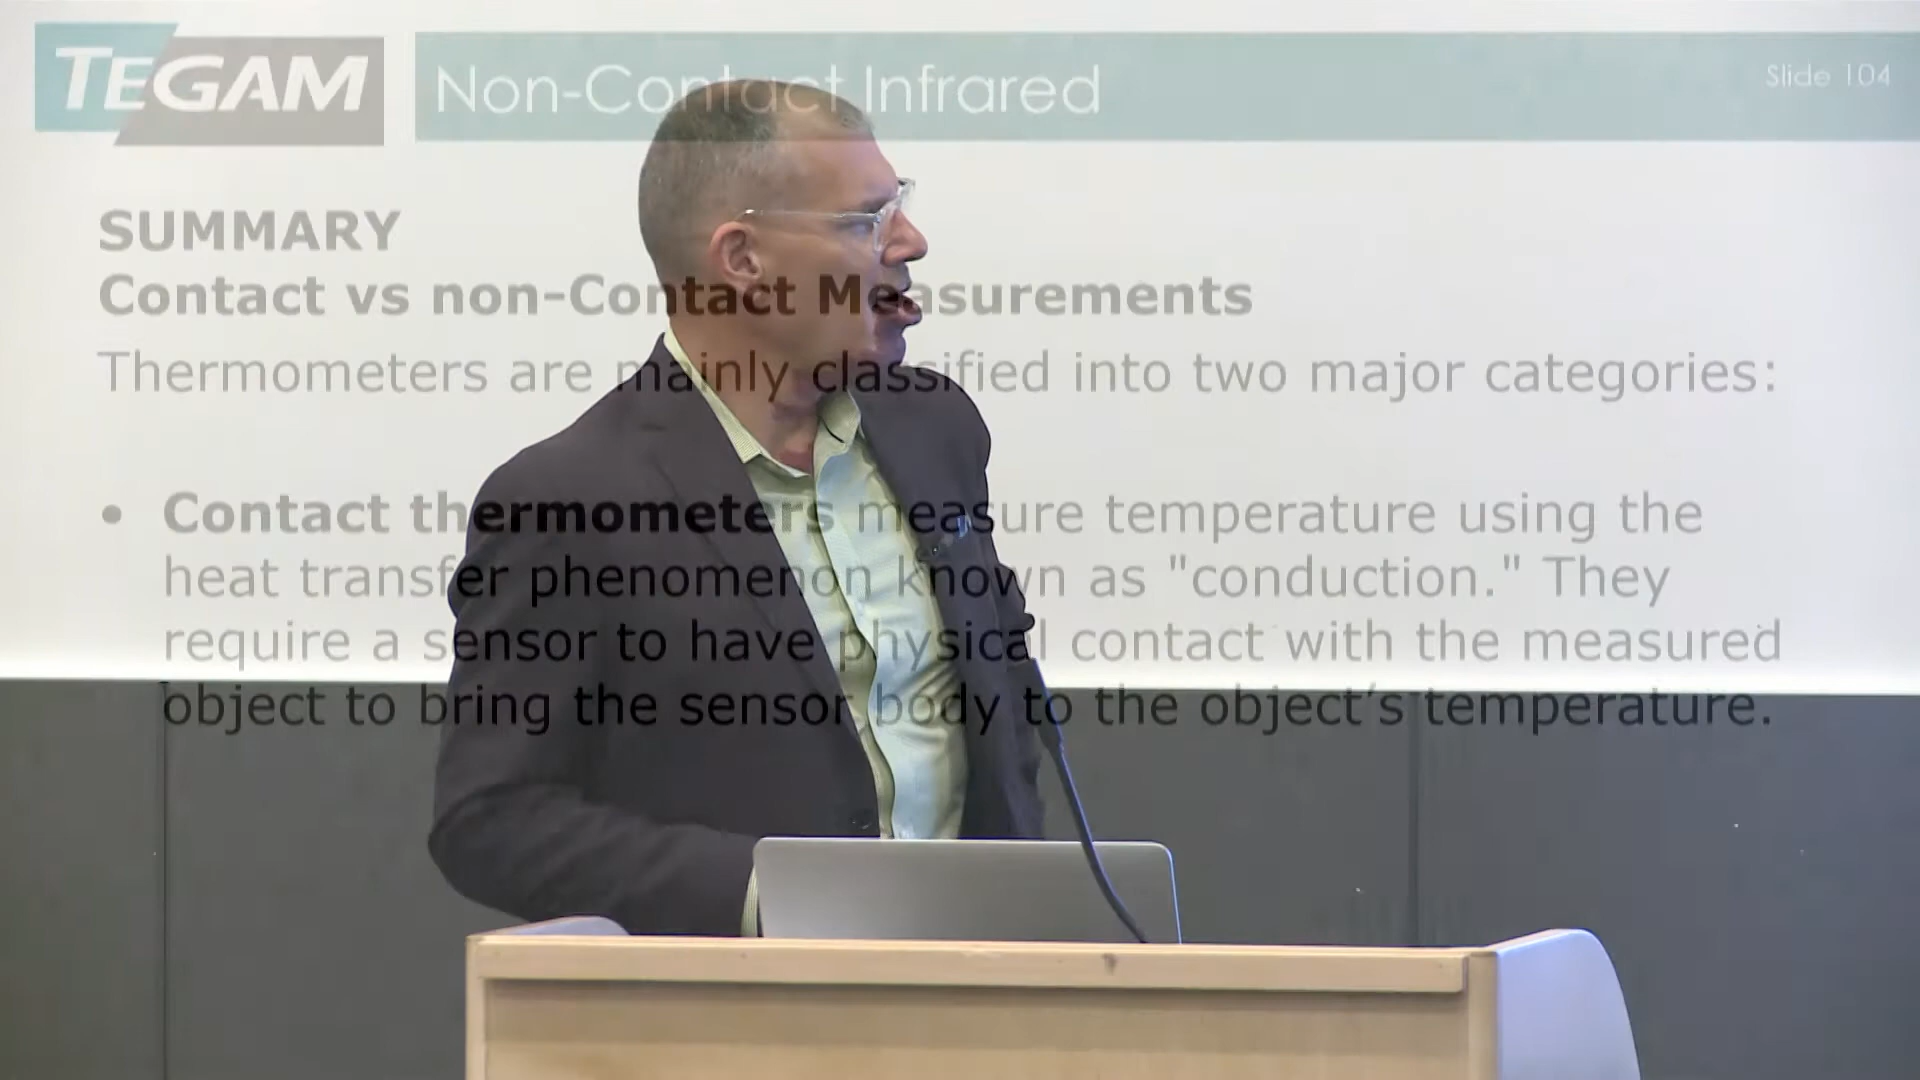 TEGAM
Non-Contact Infrared
Slide 104
SUMMARY
Contact vs non-Contact Measurements
Thermometers are mainly classified into two major categories:
• Contact thermometers measure temperature using the
heat transfer phenomenon known as "conduction." They
require a sensor to have physical contact with the measured
object to bring the sensor body to the object’s temperature.